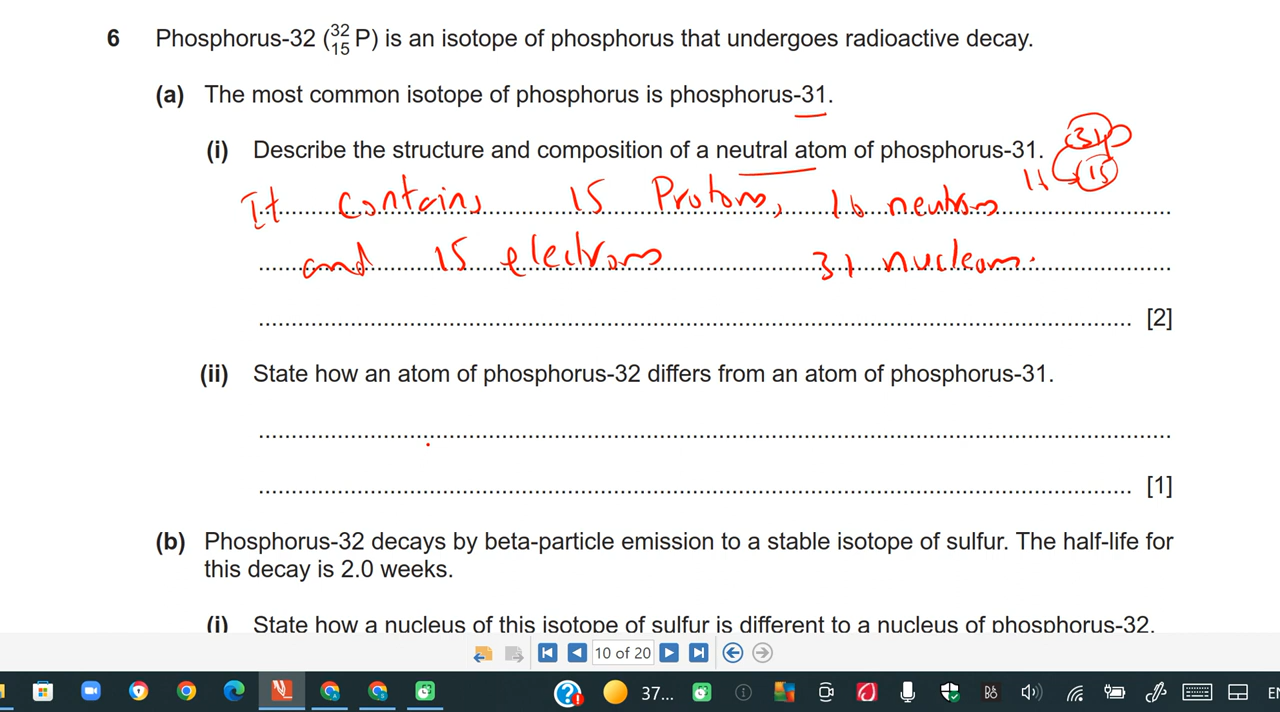 6 Phosphorus-32 (³²₁₅P) is an isotope of phosphorus that undergoes radioactive decay.
(a) The most common isotope of phosphorus is phosphorus-31.
(i) Describe the structure and composition of a neutral atom of phosphorus-31.
31 P
15
It contains 15 Protons, 16 neutrons
and 15 electrons 31 nucleons.
[2]
(ii) State how an atom of phosphorus-32 differs from an atom of phosphorus-31.
[1]
(b) Phosphorus-32 decays by beta-particle emission to a stable isotope of sulfur. The half-life for
this decay is 2.0 weeks.
(i) State how a nucleus of this isotope of sulfur is different to a nucleus of phosphorus-32.
10 of 20
37...
EN